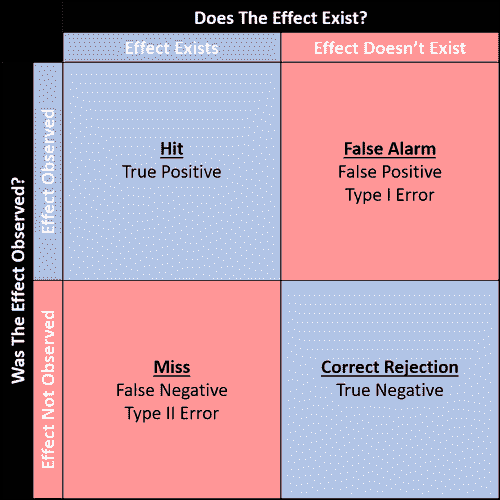 Does The Effect Exist?
Effect Exists
Effect Doesn't Exist
Was The Effect Observed?
Effect Observed
Hit
True Positive
False Alarm
False Positive
Type I Error
Effect Not Observed
Miss
False Negative
Type II Error
Correct Rejection
True Negative